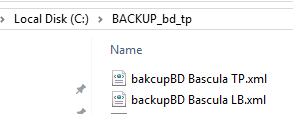 Local Disk (C:) > BACKUP_bd_tp
Name
bakcupBD Bascula TP.xml
backupBD Bascula LB.xml